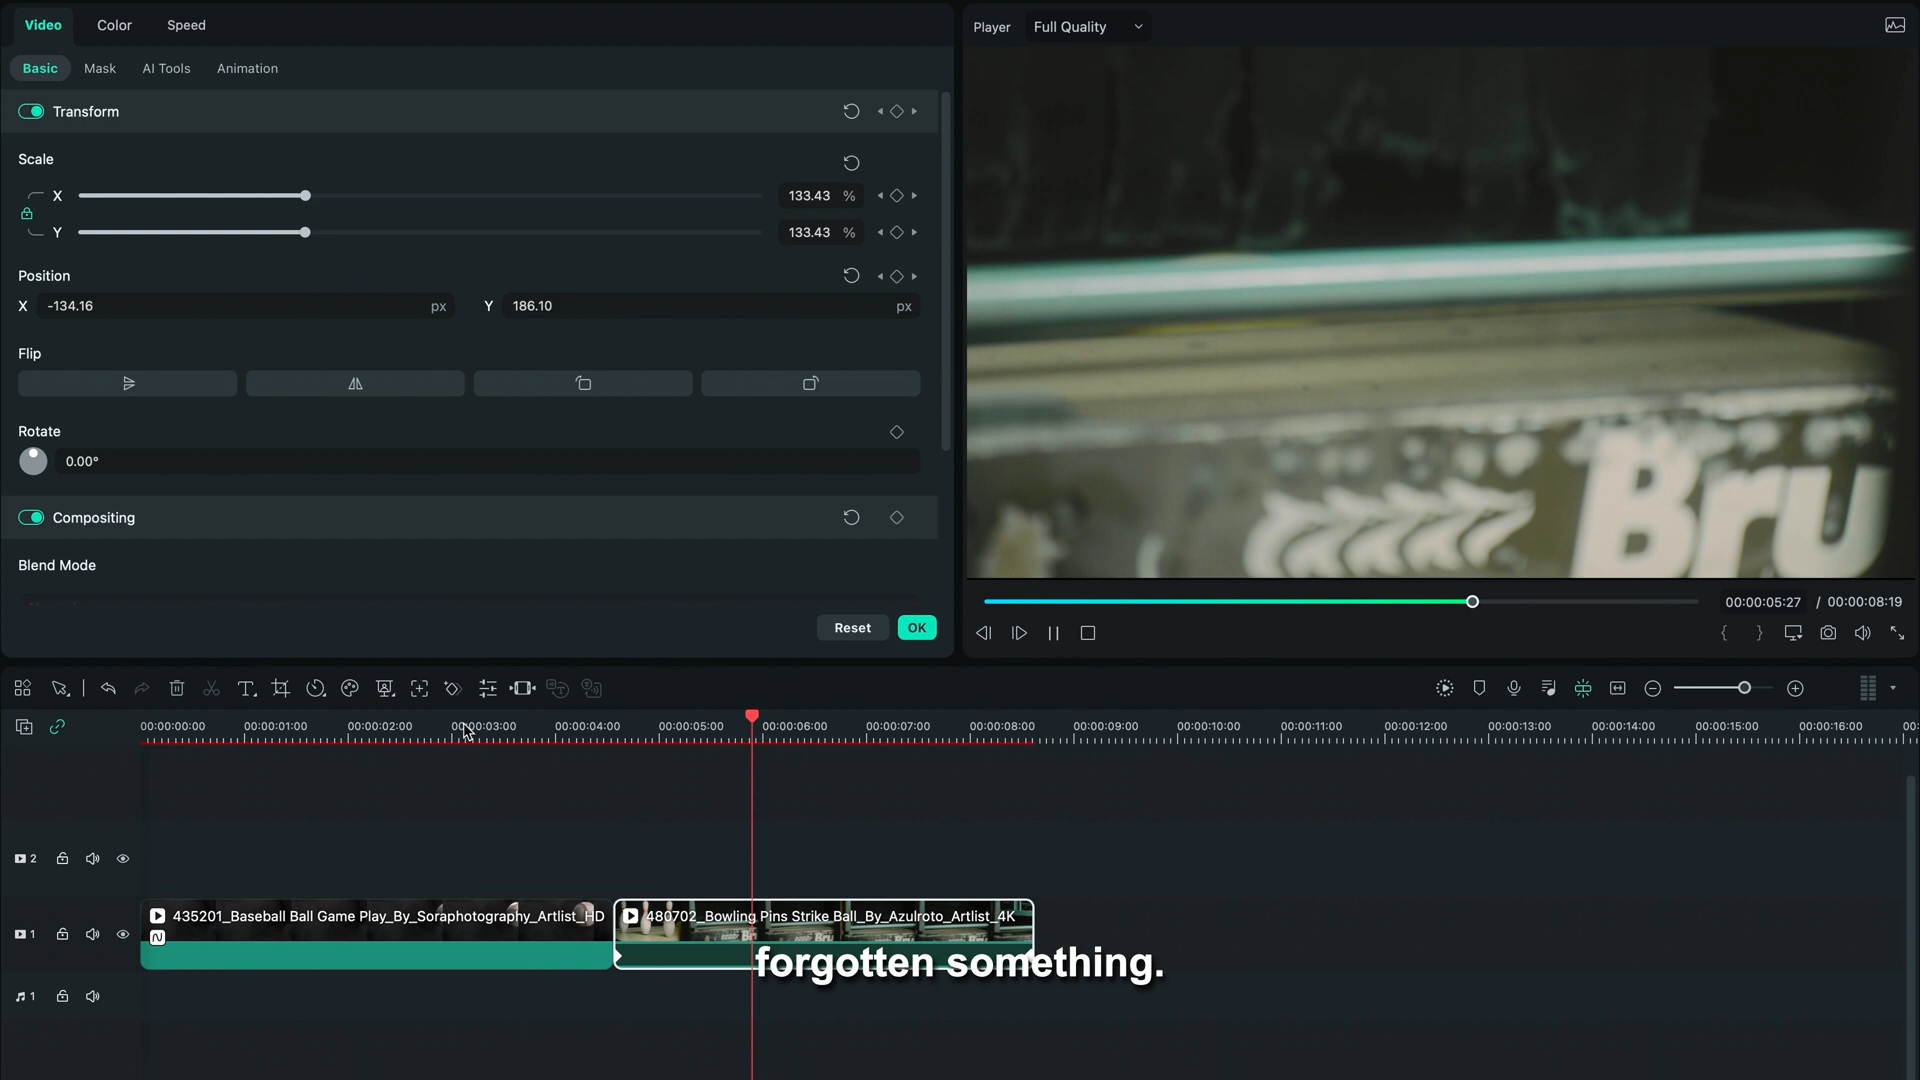 Video Color Speed
Player Full Quality
Basic Mask AI Tools Animation
Transform
Scale
X 133.43 %
Y 133.43 %
Position
X -134.16 px Y 186.10 px
Flip
Rotate
0.00°
Compositing
Blend Mode
Reset OK
Bru
00:00:05:27 / 00:00:08:19
00:00:00:00 00:00:01:00 00:00:02:00 00:00:03:00 00:00:04:00 00:00:05:00 00:00:06:00 00:00:07:00 00:00:08:00 00:00:09:00 00:00:10:00 00:00:11:00 00:00:12:00 00:00:13:00 00:00:14:00 00:00:15:00 00:00:16:00 00:
2
435201_Baseball Ball Game Play_By_Soraphotography_Artlist_HD
480702_Bowling Pins Strike Ball_By_Azulroto_Artlist_4K
1
forgotten something.
1